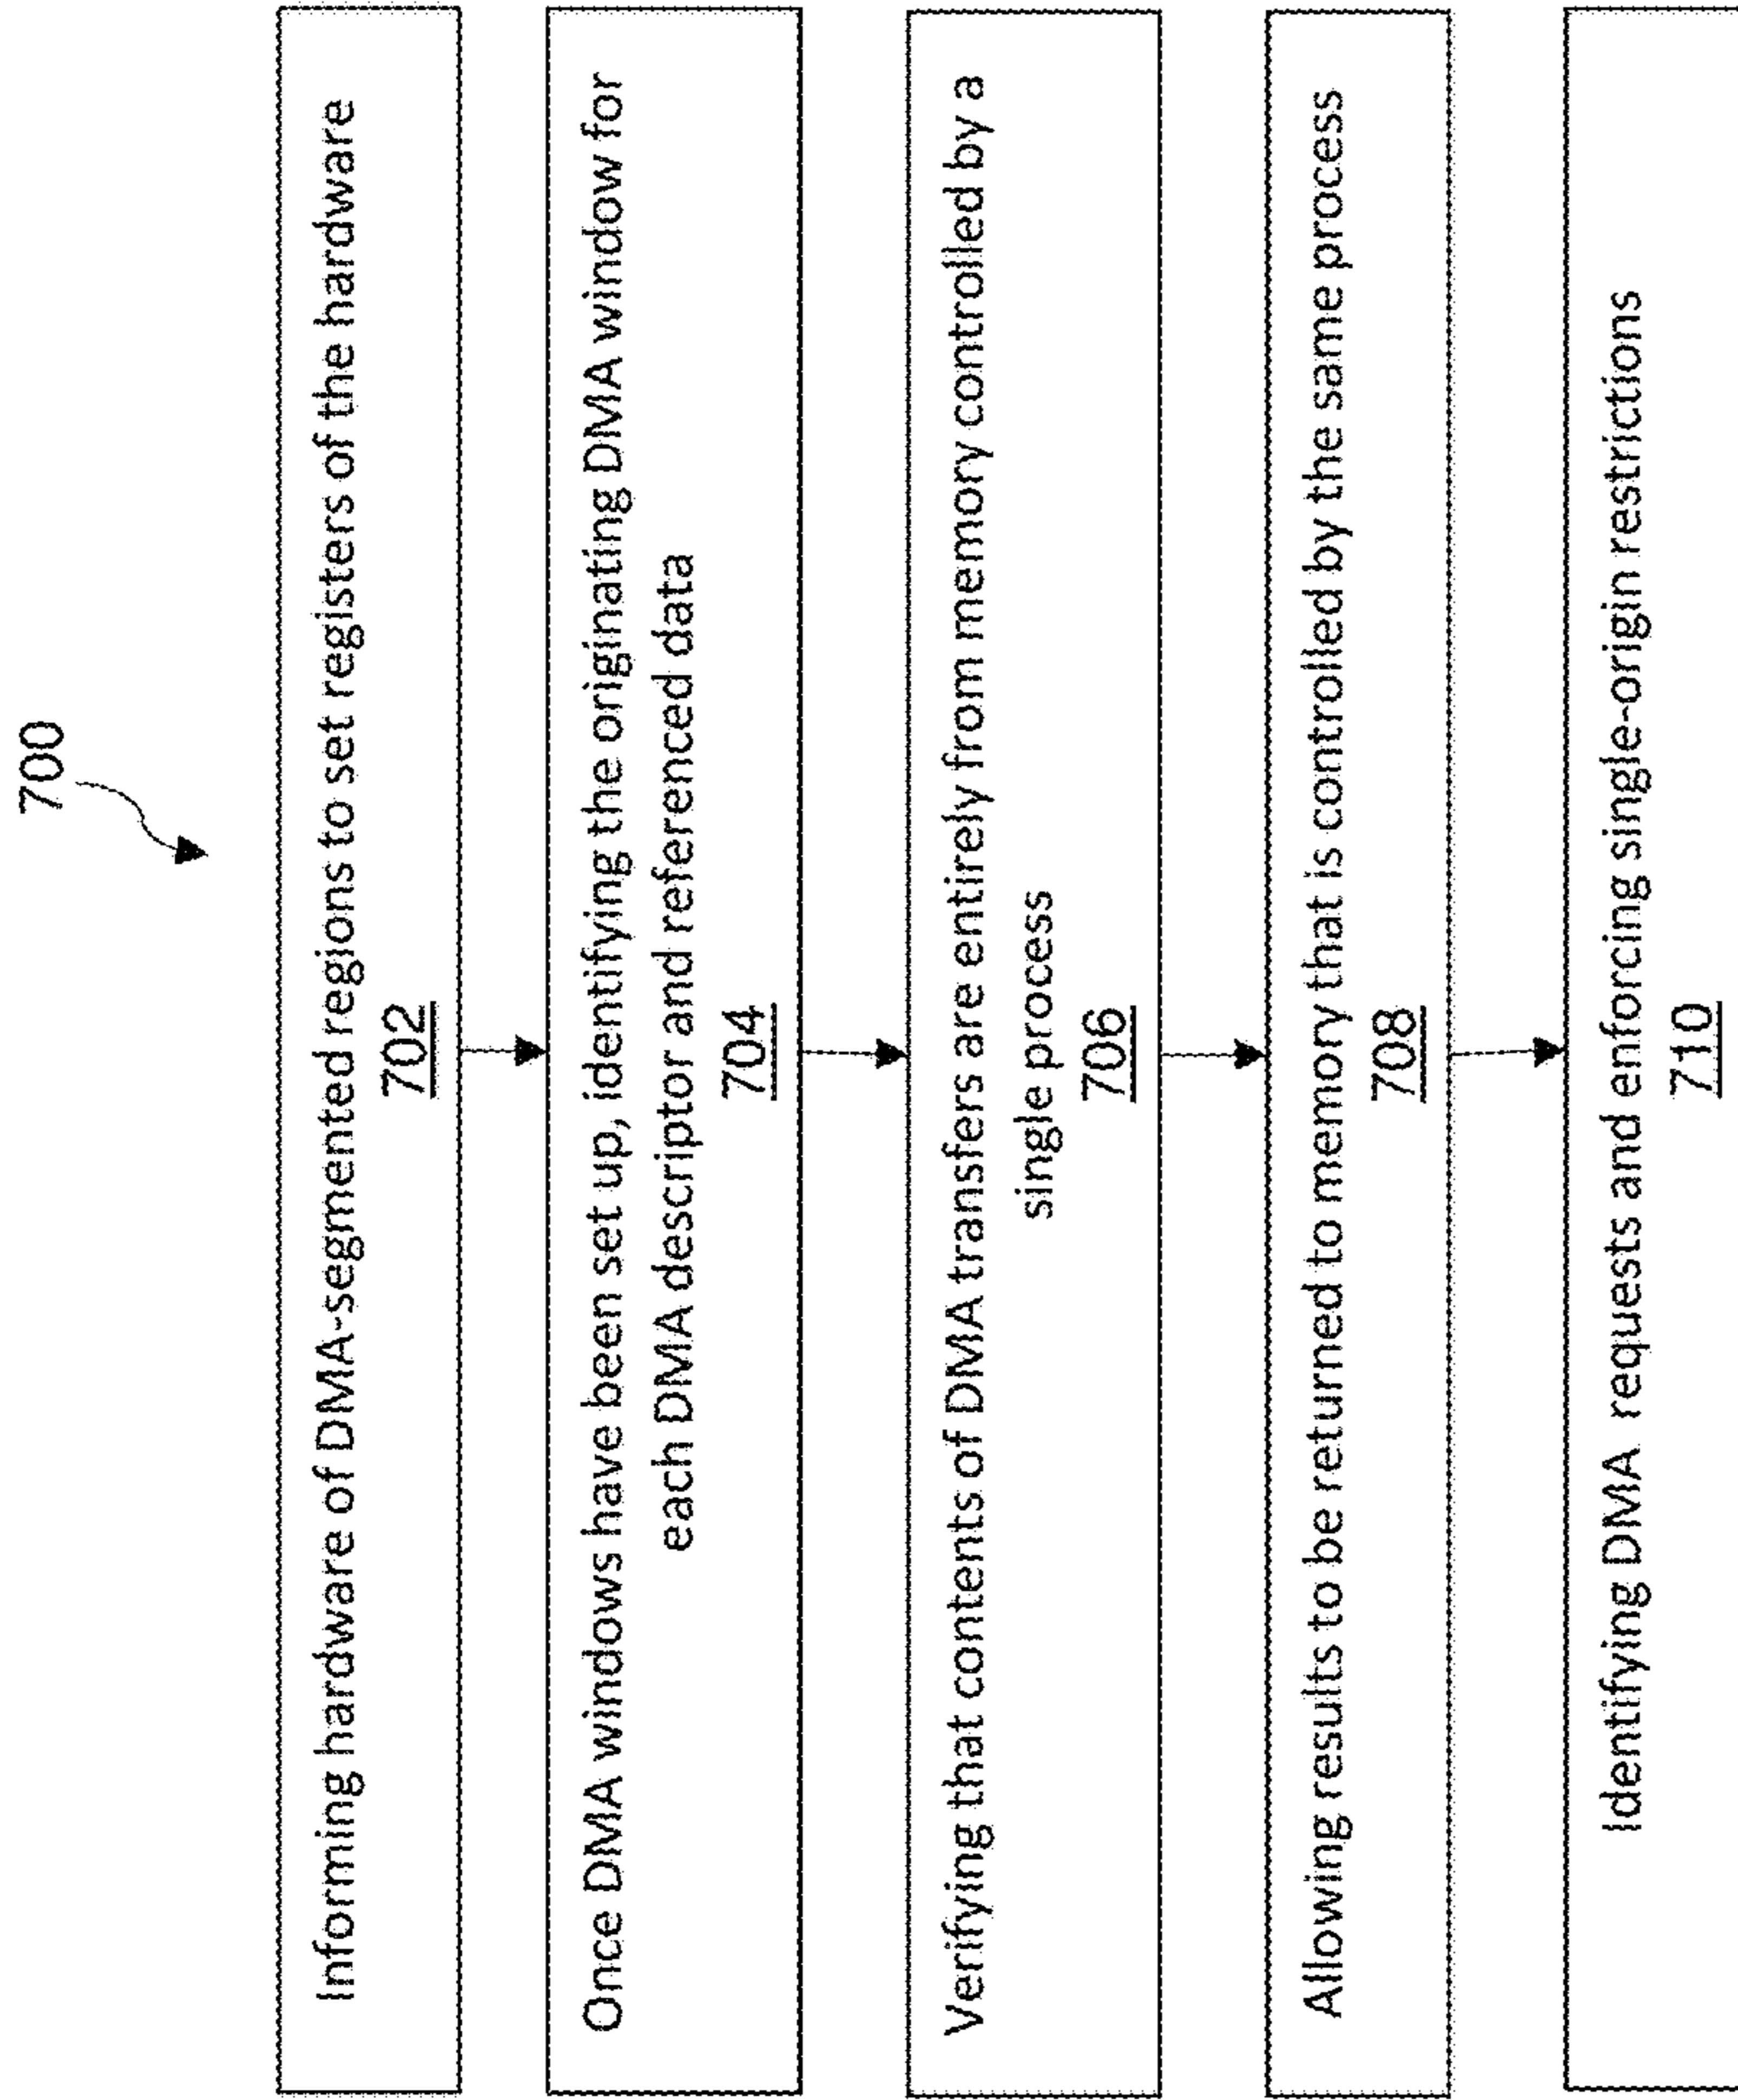 700
Informing hardware of DMA-segmented regions to set registers of the hardware
702
Once DMA windows have been set up, identifying the originating DMA window for
each DMA descriptor and referenced data
704
Verifying that contents of DMA transfers are entirely from memory controlled by a
single process
706
Allowing results to be returned to memory that is controlled by the same process
708
Identifying DMA requests and enforcing single-origin restrictions
710